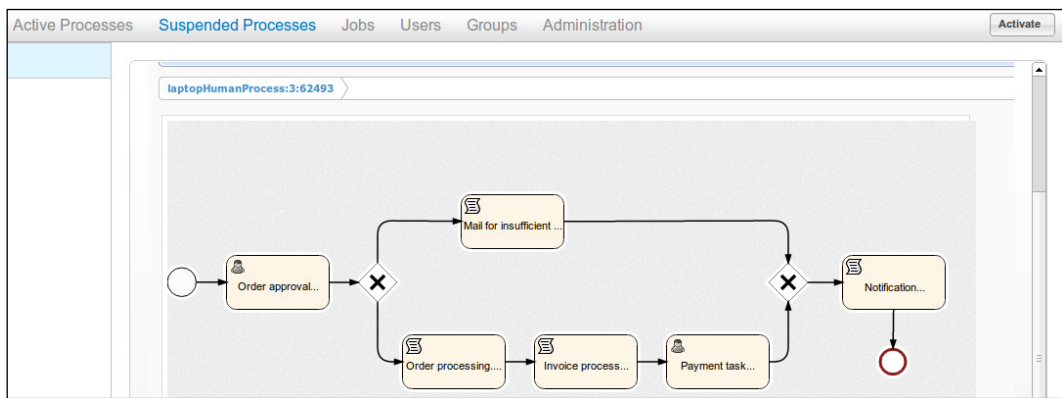 Active Processes Suspended Processes Jobs Users Groups Administration Activate
laptopHumanProcess:3:62493
Mail for insufficient ...
Order approval...
Notification...
Order processing....
Invoice process...
Payment task...